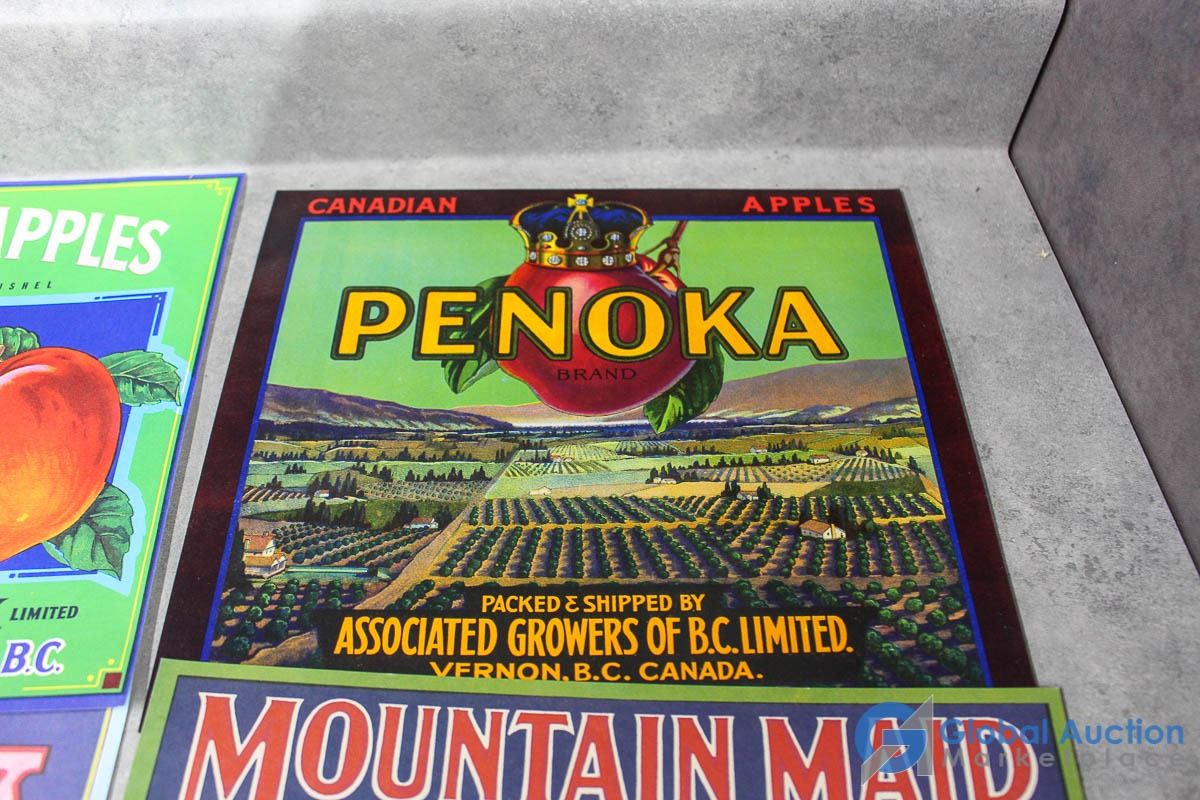 APPLES
LIMITED
B.C.
CANADIAN APPLES
PENOKA
BRAND
PACKED & SHIPPED BY
ASSOCIATED GROWERS OF B.C. LIMITED.
VERNON, B.C. CANADA.
MOUNTAIN MAID
Global Auction
Marketplace